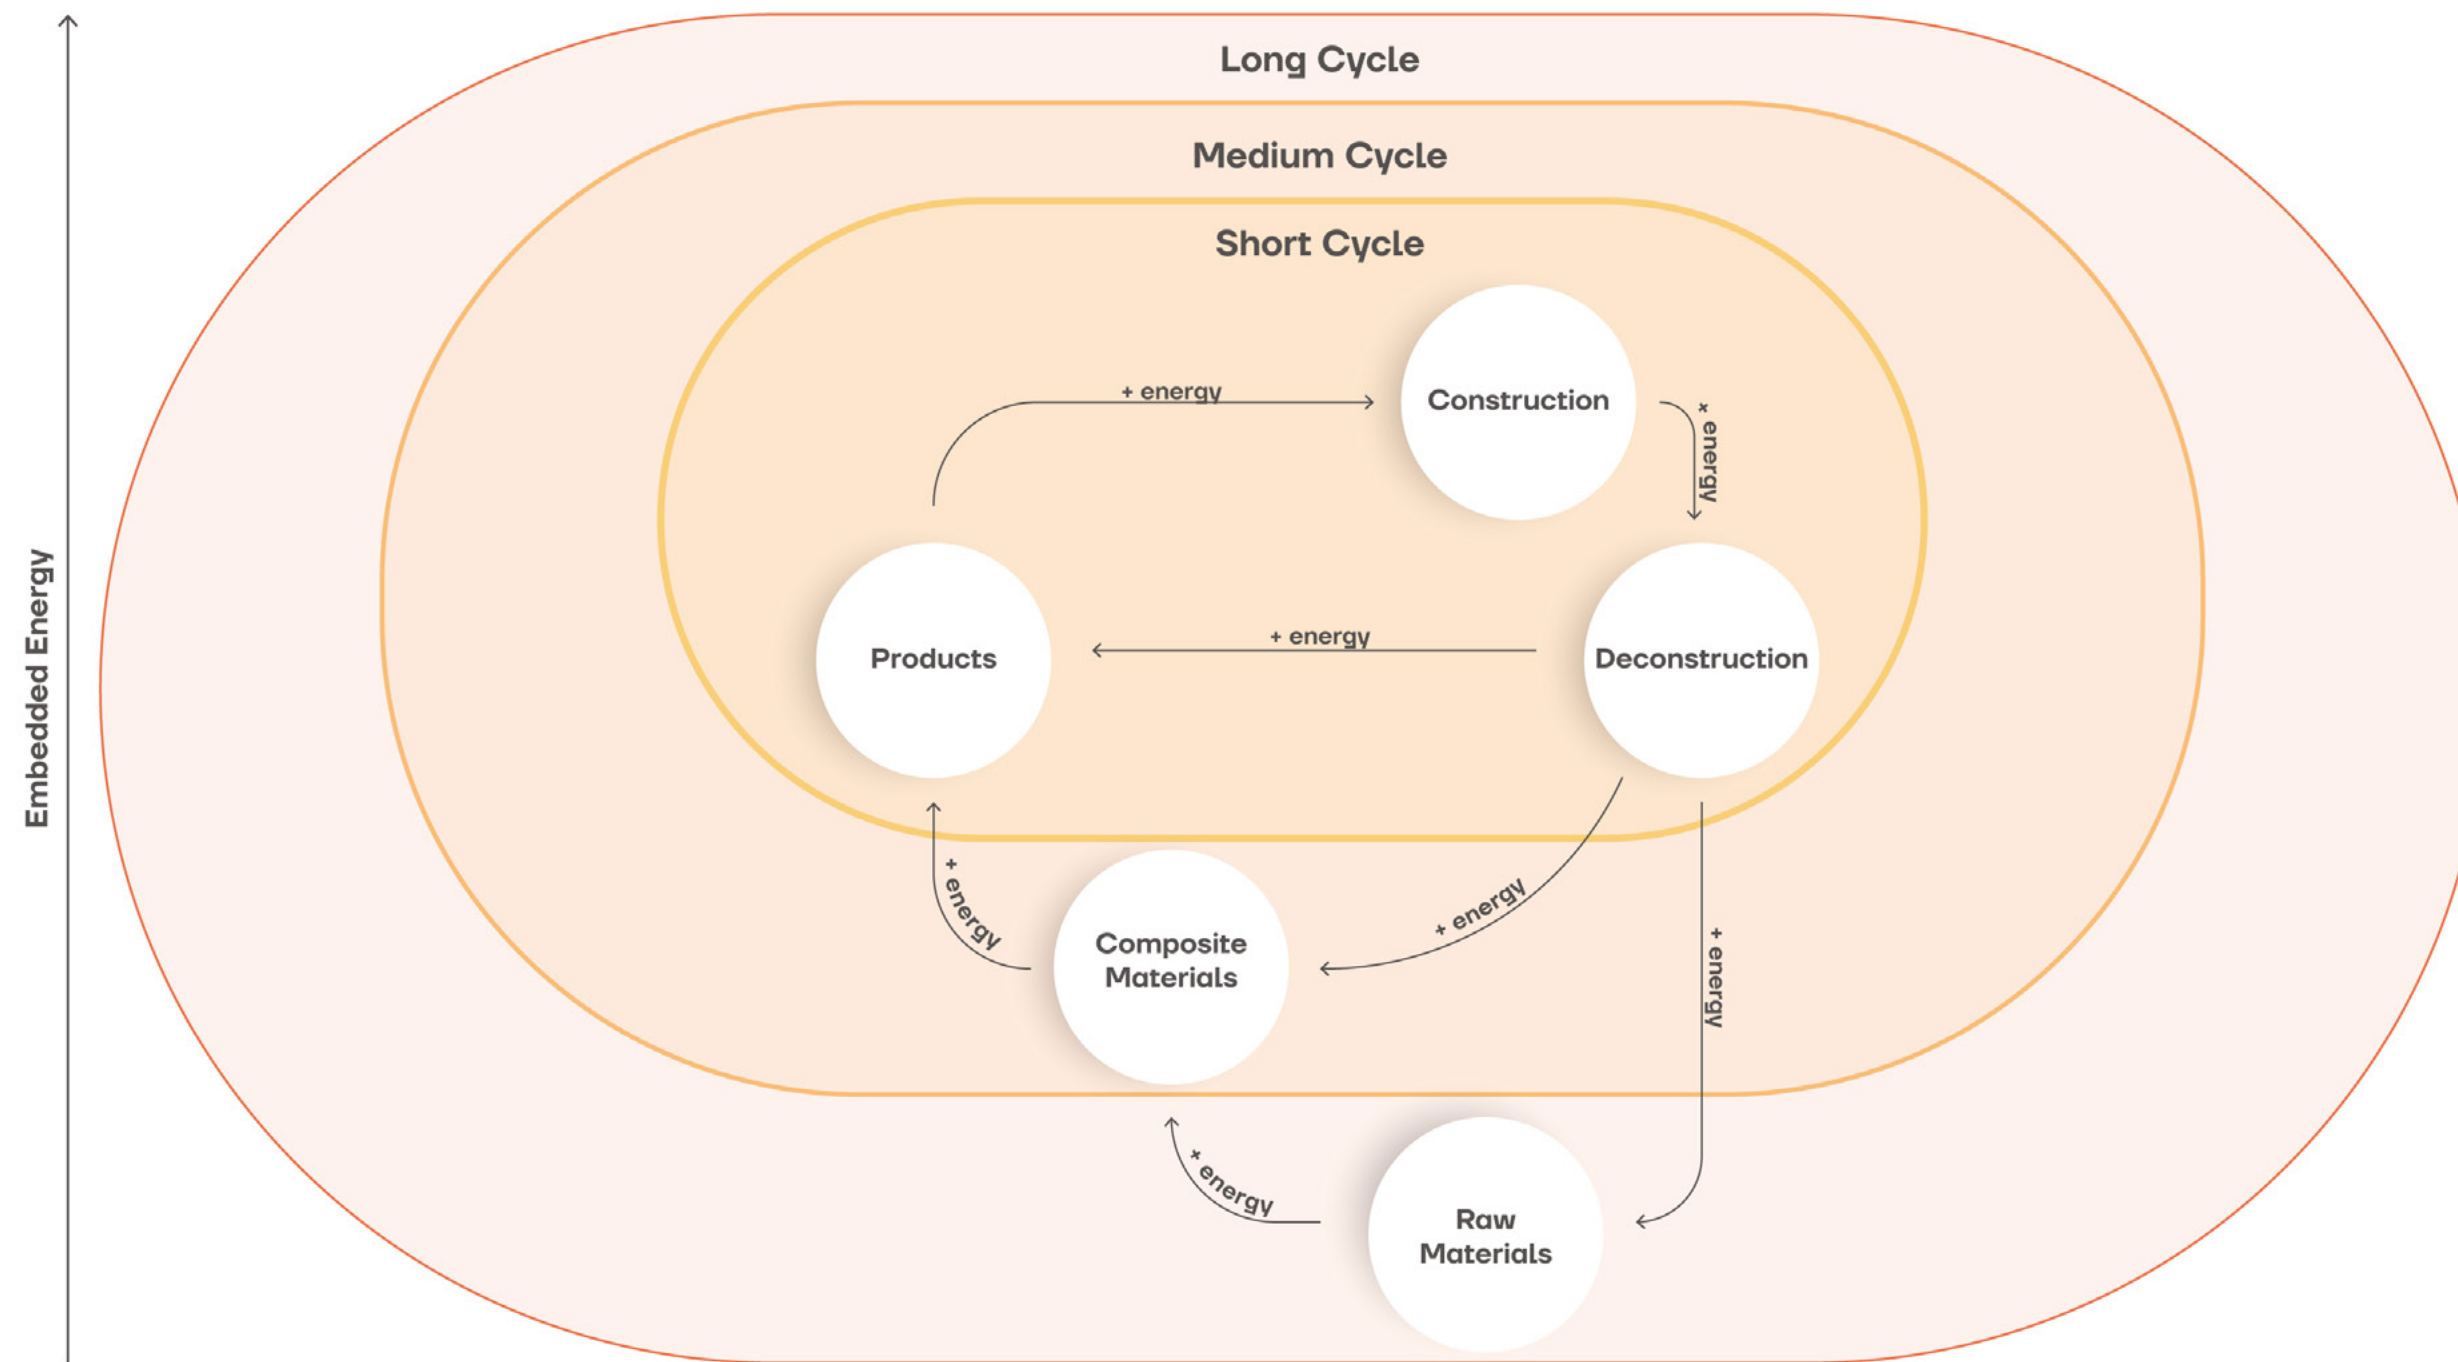 Long Cycle
Medium Cycle
Short Cycle
Construction
+ energy
+ energy
Embedded Energy
Products
+ energy
Deconstruction
+ energy
+ energy
+ energy
Composite
Materials
+ energy
Raw
Materials